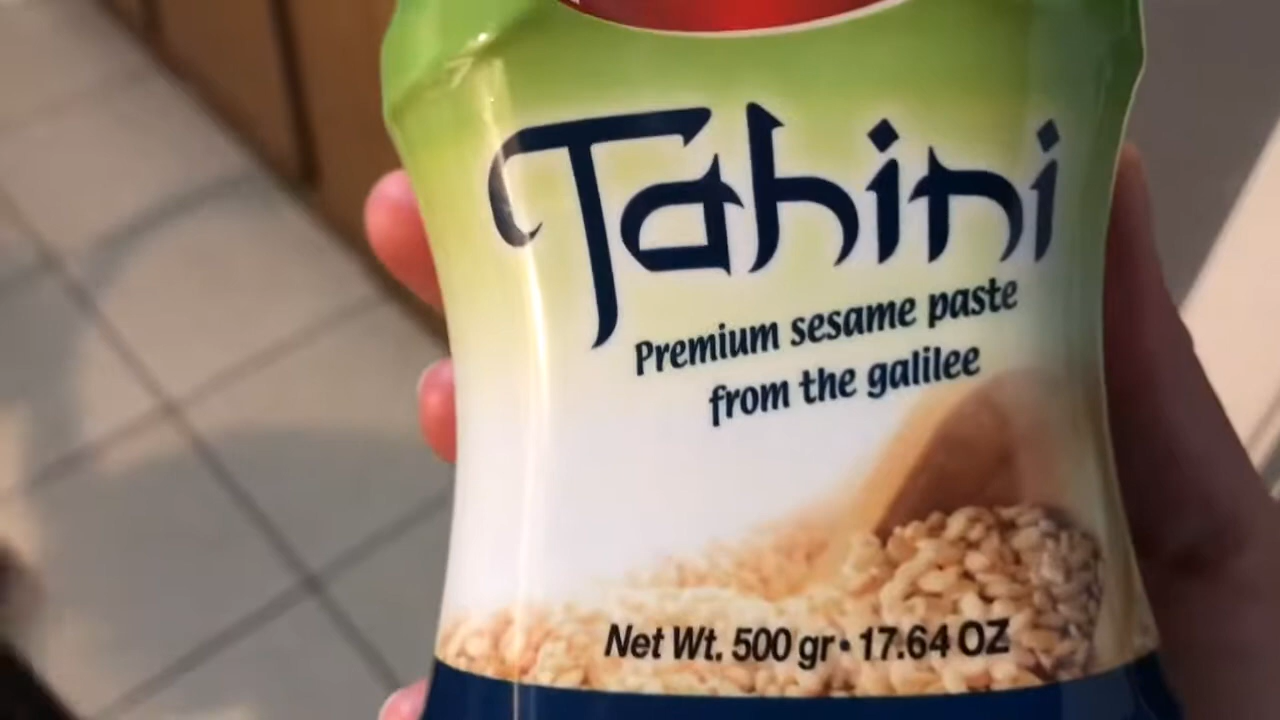 Tahini
Premium sesame paste
from the galilee
Net Wt. 500 gr • 17.64 OZ